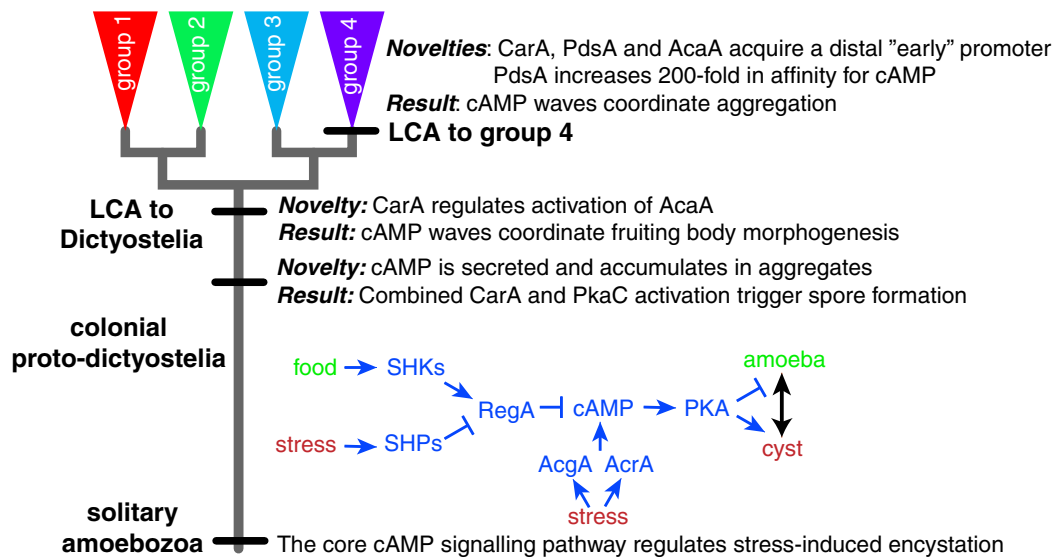 group 1
group 2
group 3
group 4
Novelties: CarA, PdsA and AcaA acquire a distal "early" promoter
PdsA increases 200-fold in affinity for cAMP
Result: cAMP waves coordinate aggregation
LCA to group 4
LCA to
Dictyostelia
Novelty: CarA regulates activation of AcaA
Result: cAMP waves coordinate fruiting body morphogenesis
Novelty: cAMP is secreted and accumulates in aggregates
Result: Combined CarA and PkaC activation trigger spore formation
colonial
proto-dictyostelia
food
SHKs
amoeba
RegA
cAMP
PKA
stress
SHPs
cyst
AcgA
AcrA
stress
solitary
amoebozoa
The core cAMP signalling pathway regulates stress-induced encystation